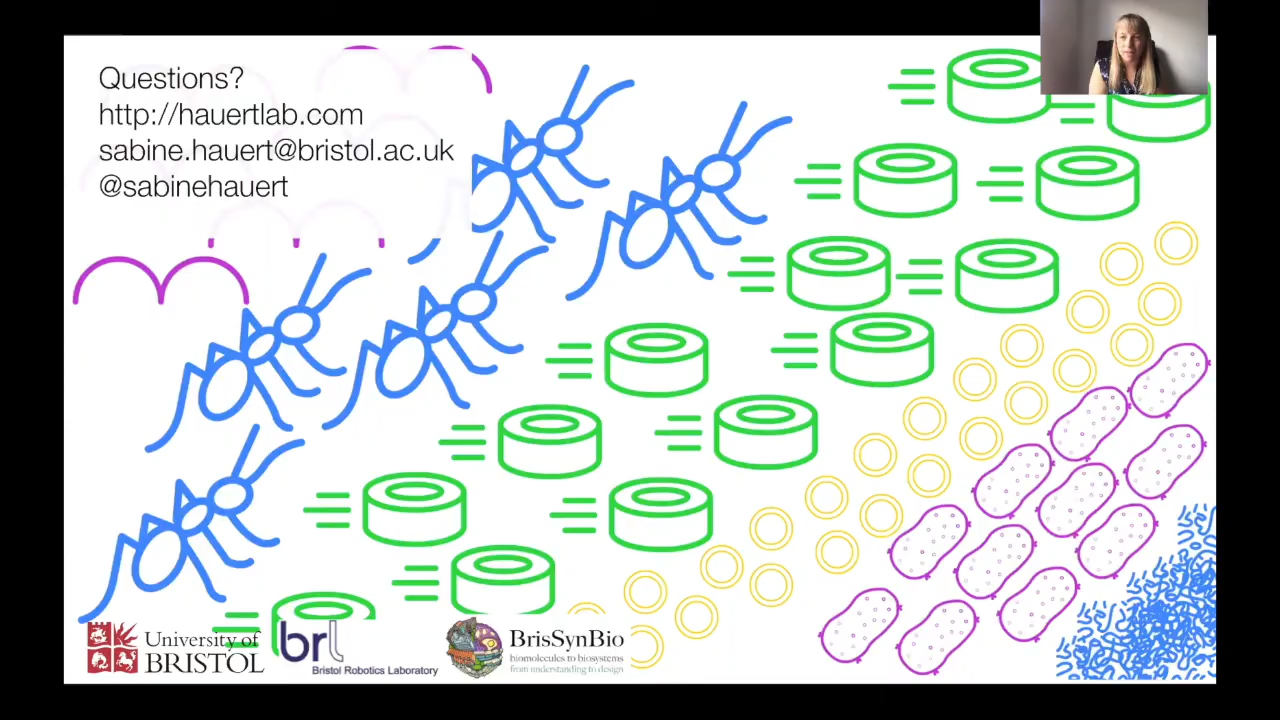 Questions?
http://hauertlab.com
sabine.hauert@bristol.ac.uk
@sabinehauert
University of
BRISTOL
brl
Bristol Robotics Laboratory
BrisSynBio
biomolecules to biosystems
from understanding to design